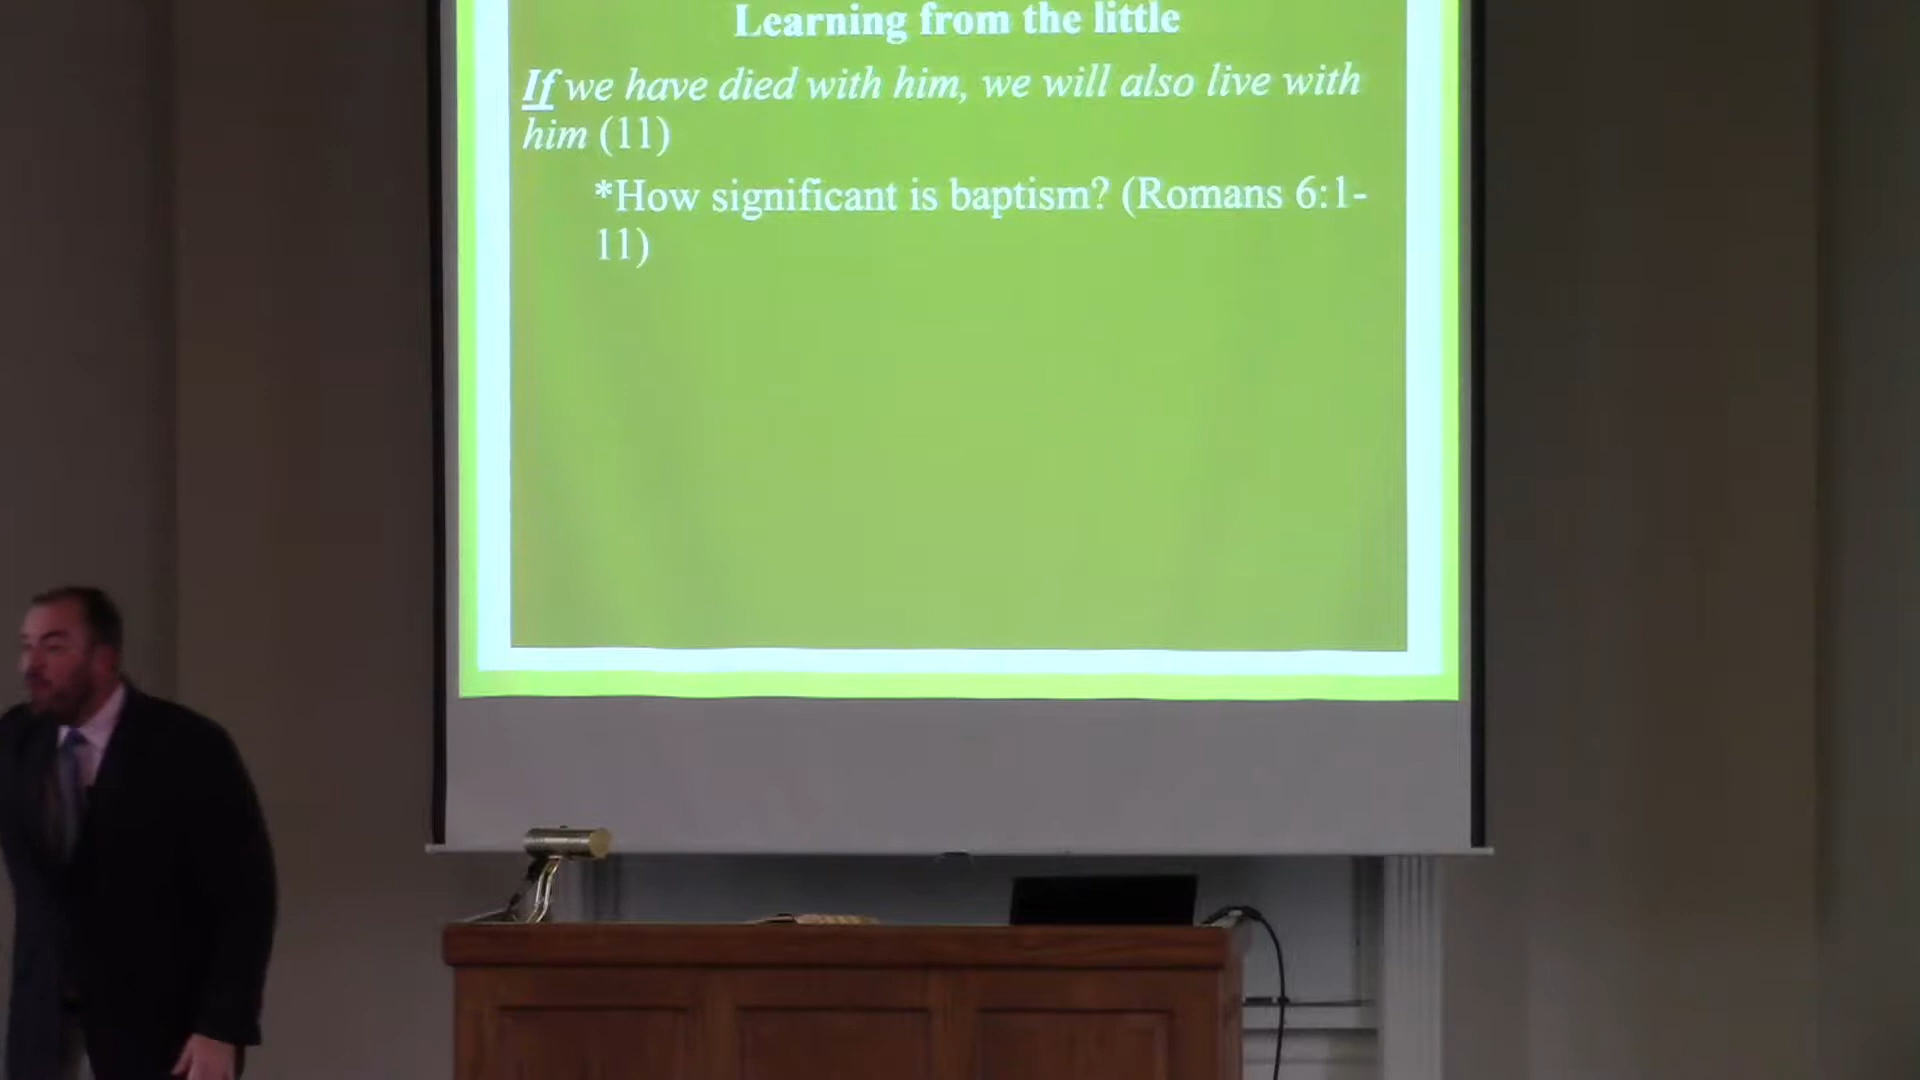 Learning from the little
If we have died with him, we will also live with
him (11)
*How significant is baptism? (Romans 6:1-
11)